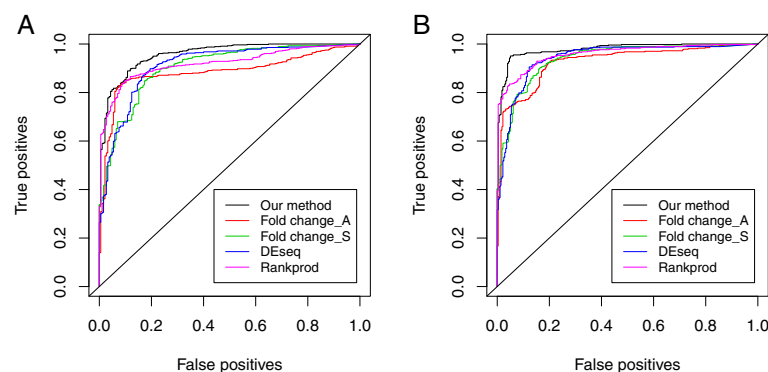 A
True positives
1.0
0.8
0.6
0.4
0.2
0.0
Our method
Fold change_A
Fold change_S
DEseq
Rankprod
0.0 0.2 0.4 0.6 0.8 1.0
False positives
B
True positives
1.0
0.8
0.6
0.4
0.2
0.0
Our method
Fold change_A
Fold change_S
DEseq
Rankprod
0.0 0.2 0.4 0.6 0.8 1.0
False positives